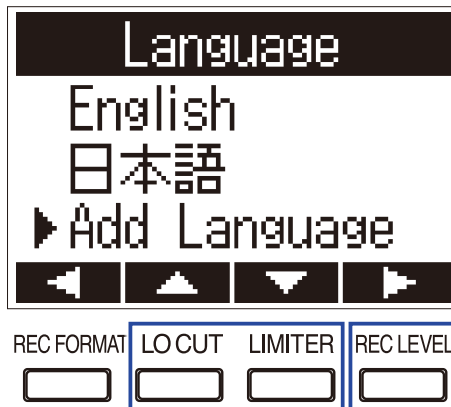 Language
English
日本語
Add Language
REC FORMAT LO CUT LIMITER REC LEVEL